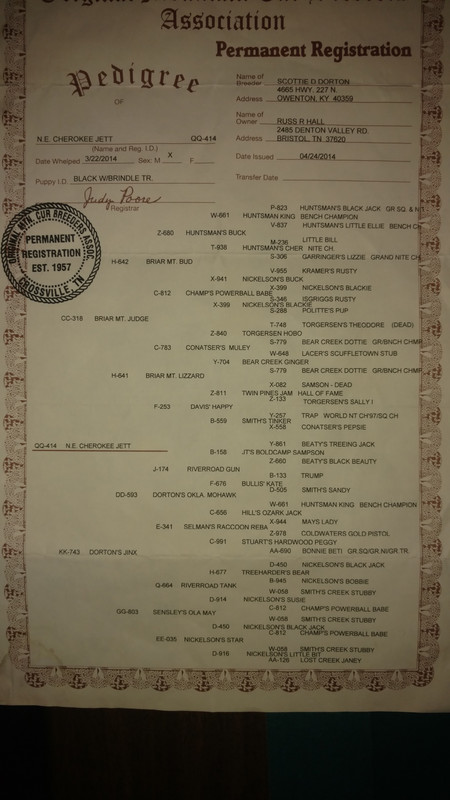 Association
Permanent Registration
Pedigree
OF
Name of
Breeder SCOTTIE D DORTON
4665 HWY. 227 N.
Address OWENTON, KY 40359
Name of
Owner RUSS R HALL
2485 DENTON VALLEY RD.
Address BRISTOL, TN 37620
N.E. CHEROKEE JETT QQ-414
(Name and Reg. I.D.)
Date Whelped 3/22/2014 Sex: M X F
Date Issued 04/24/2014
Puppy I.D. BLACK W/BRINDLE TR.
Transfer Date
Judy Poore
Registrar
ORIGINAL MTN. CUR BREEDERS ASSOC.
PERMANENT
REGISTRATION
EST. 1957
CROSSVILLE, TN
P-823 HUNTSMAN'S BLACK JACK GR SQ. & N
W-661 HUNTSMAN KING BENCH CHAMPION
V-837 HUNTSMAN'S LITTLE ELLIE BENCH CH
Z-680 HUNTSMAN'S BUCK
M-236 LITTLE BILL
T-938 HUNTSMAN'S CHER NITE CH.
S-306 GARRINGER'S LIZZIE GRAND NITE CH
H-642 BRIAR MT. BUD
V-955 KRAMER'S RUSTY
X-941 NICKELSON'S BUCK
X-399 NICKELSON'S BLACKIE
C-812 CHAMP'S POWERBALL BABE
S-346 ISGRIGGS RUSTY
X-399 NICKELSON'S BLACKIE
S-288 POLITTE'S PUP
CC-318 BRIAR MT. JUDGE
T-748 TORGERSEN'S THEODORE (DEAD)
Z-840 TORGERSEN HOBO
S-779 BEAR CREEK DOTTIE GR/BNCH CHMP
C-783 CONATSER'S MULEY
W-648 LACER'S SCUFFLETOWN STUB
Y-704 BEAR CREEK GINGER
S-779 BEAR CREEK DOTTIE GR/BNCH CHMP
H-641 BRIAR MT. LIZZARD
X-082 SAMSON - DEAD
Z-811 TWIN PINES JAM HALL OF FAME
Z-133 TORGERSEN'S SALLY I
F-253 DAVIS' HAPPY
Y-257 TRAP WORLD NT CH'97/SQ CH
B-559 SMITH'S TINKER
X-558 CONATSER'S PEPSIE
QQ-414 N.E. CHEROKEE JETT
Y-861 BEATY'S TREEING JACK
B-158 JT'S BOLDCAMP SAMPSON
Z-660 BEATY'S BLACK BEAUTY
J-174 RIVERROAD GUN
B-133 TRUMP
F-676 BULLIS' KATE
D-505 SMITH'S SANDY
DD-593 DORTON'S OKLA. MOHAWK
W-661 HUNTSMAN KING BENCH CHAMPION
C-656 HILL'S OZARK JACK
X-944 MAYS LADY
E-341 SELMAN'S RACCOON REBA
Z-978 COLDWATERS GOLD PISTOL
C-991 STUART'S HARDWOOD PEGGY
AA-690 BONNIE BETI GR.SQ/GR.NI/GR TR.
KK-743 DORTON'S JINX
D-450 NICKELSON'S BLACK JACK
H-677 TREEHARDER'S BEAR
B-945 NICKELSON'S BOBBIE
Q-664 RIVERROAD TANK
W-058 SMITH'S CREEK STUBBY
D-914 NICKELSON'S SUSIE
C-812 CHAMP'S POWERBALL BABE
GG-803 SENSLEY'S OLA MAY
W-058 SMITH'S CREEK STUBBY
D-450 NICKELSON'S BLACK JACK
C-812 CHAMP'S POWERBALL BABE
EE-035 NICKELSON'S STAR
W-058 SMITH'S CREEK STUBBY
D-916 NICKELSON'S LITTLE BIT
AA-126 LOST CREEK JANEY